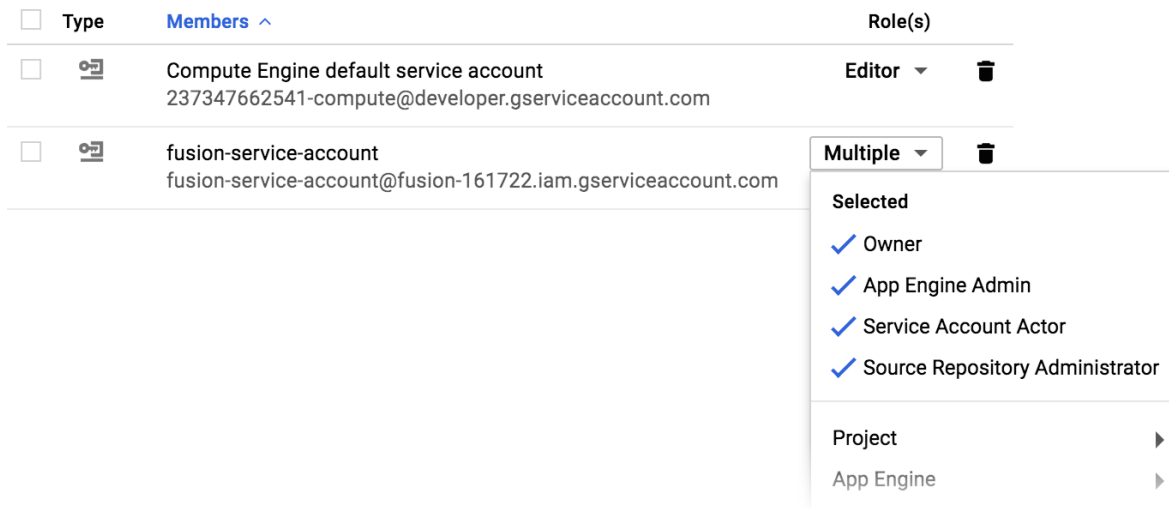 Type Members Role(s)
Compute Engine default service account Editor
237347662541-compute@developer.gserviceaccount.com
fusion-service-account Multiple
fusion-service-account@fusion-161722.iam.gserviceaccount.com
Selected
Owner
App Engine Admin
Service Account Actor
Source Repository Administrator
Project
App Engine